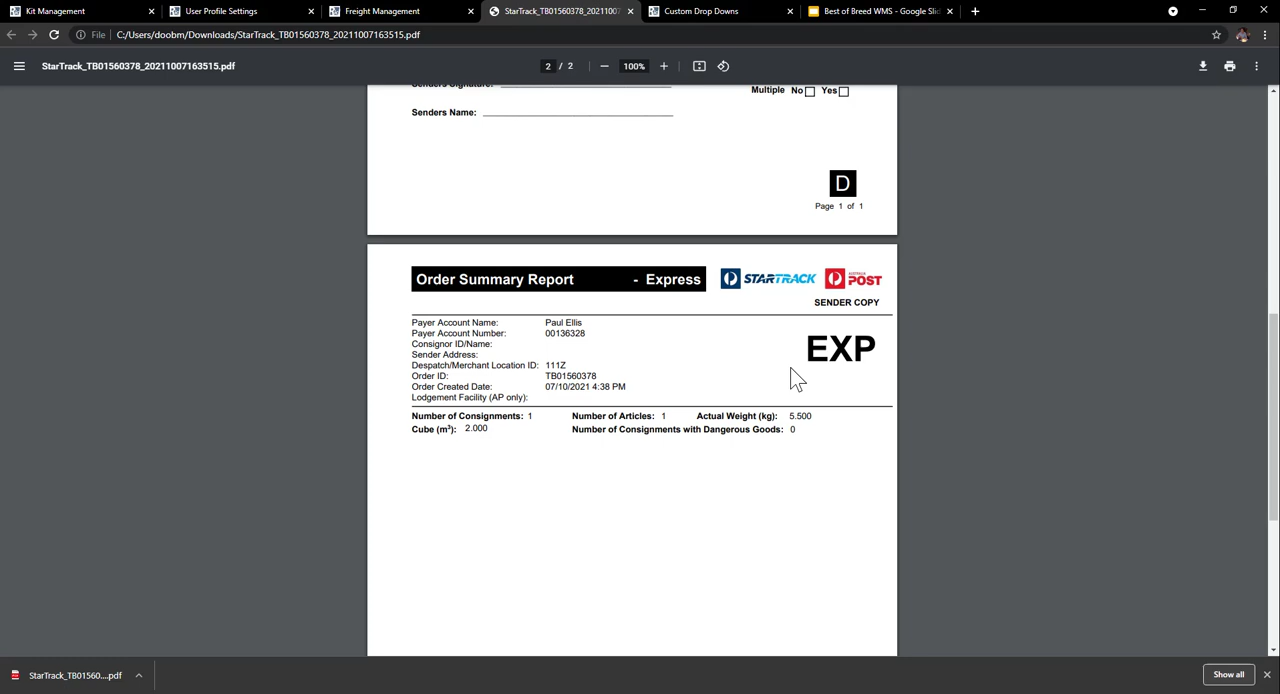 Kit Management
User Profile Settings
Freight Management
StarTrack_TB01560378_2021100
Custom Drop Downs
Best of Breed WMS - Google Slid
File
C:/Users/doobm/Downloads/StarTrack_TB01560378_20211007163515.pdf
StarTrack_TB01560378_20211007163515.pdf
2 / 2
100%
Senders Signature:
Multiple No Yes
Senders Name:
D
Page 1 of 1
Order Summary Report - Express
STARTRACK
AUSTRALIA POST
SENDER COPY
Payer Account Name: Paul Ellis
Payer Account Number: 00136328
EXP
Consignor ID/Name:
Sender Address:
Despatch/Merchant Location ID: 111Z
Order ID: TB01560378
Order Created Date: 07/10/2021 4:38 PM
Lodgement Facility (AP only):
Number of Consignments: 1 Number of Articles: 1 Actual Weight (kg): 5.500
Cube (m³): 2.000 Number of Consignments with Dangerous Goods: 0
StarTrack_TB01560....pdf
Show all